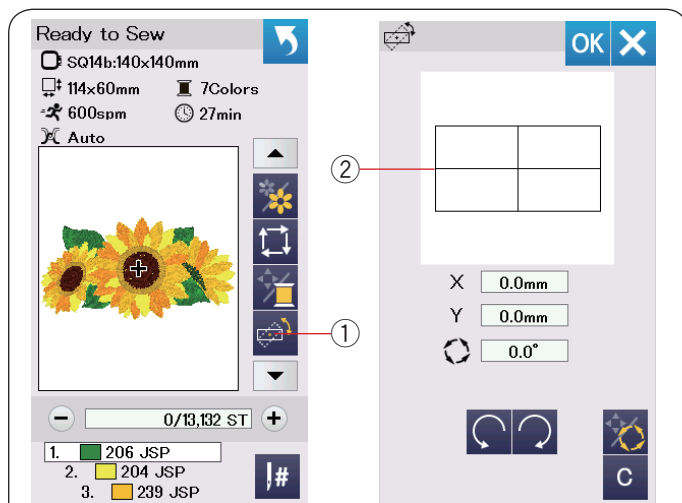 Ready to Sew
SQ14b:140x140mm
114x60mm 7Colors
600spm 27min
Auto
0/13,132 ST
1. 206 JSP
2. 204 JSP
3. 239 JSP
#
①
OK
②
X 0.0mm
Y 0.0mm
0.0°
C